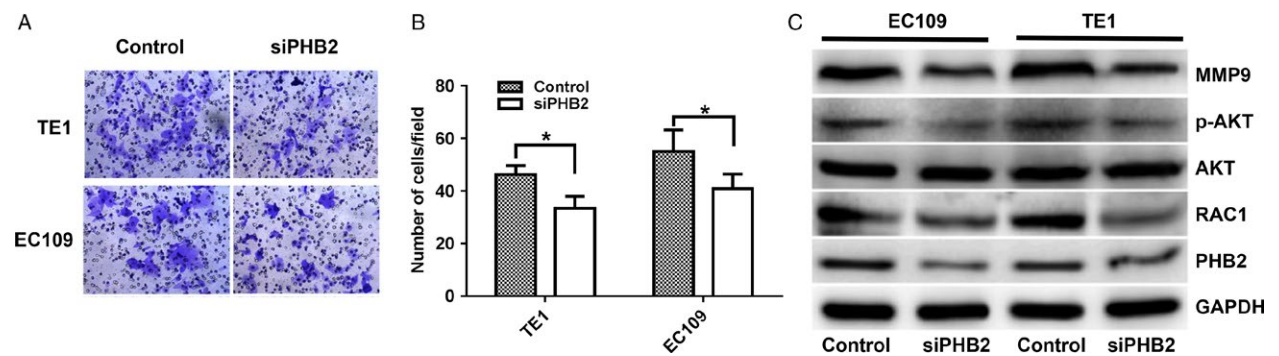 A
Control siPHB2
TE1
EC109
B
Number of cells/field
80
60
40
20
0
Control
siPHB2
*
*
TE1
EC109
C
EC109 TE1
MMP9
p-AKT
AKT
RAC1
PHB2
GAPDH
Control siPHB2 Control siPHB2